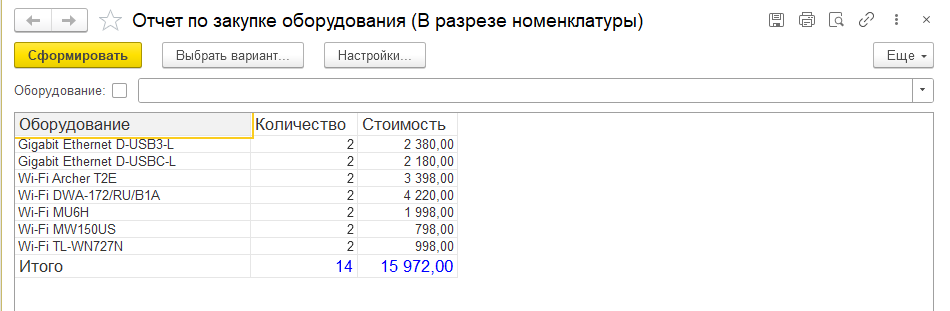 Отчет по закупке оборудования (В разрезе номенклатуры)
Сформировать Выбрать вариант... Настройки... Еще
Оборудование:
Оборудование Количество Стоимость
Gigabit Ethernet D-USB3-L 2 2 380,00
Gigabit Ethernet D-USBC-L 2 2 180,00
Wi-Fi Archer T2E 2 3 398,00
Wi-Fi DWA-172/RU/B1A 2 4 220,00
Wi-Fi MU6H 2 1 998,00
Wi-Fi MW150US 2 798,00
Wi-Fi TL-WN727N 2 998,00
Итого 14 15 972,00